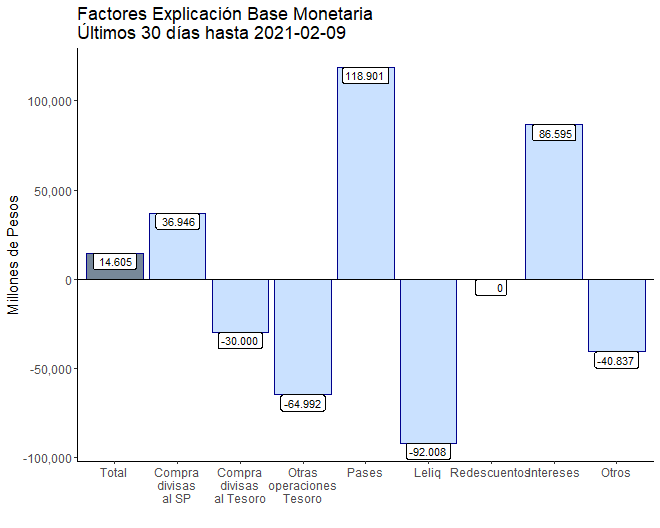 Factores Explicación Base Monetaria
Últimos 30 días hasta 2021-02-09
Millones de Pesos
100,000
50,000
0
-50,000
-100,000
14.605
36.946
-30.000
-64.992
118.901
-92.008
0
86.595
-40.837
Total
Compra
divisas
al SP
Compra
divisas
al Tesoro
Otras
operaciones
Tesoro
Pases
Leliq
Redescuentos
Intereses
Otros